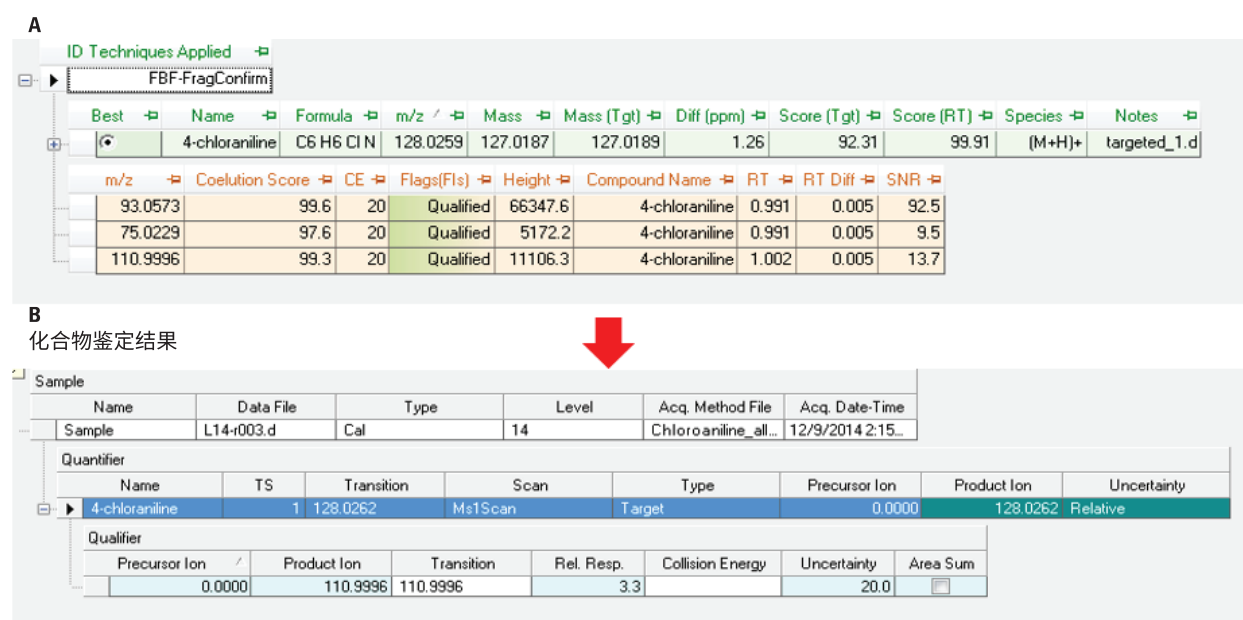 A
ID Techniques Applied
FBF-FragConfirm
Best Name Formula m/z Mass Mass (Tgt) Diff (ppm) Score (Tgt) Score (RT) Species Notes
4-chloraniline C6 H6 Cl N 128.0259 127.0187 127.0189 1.26 92.31 99.91 (M+H)+ targeted_1.d
m/z Coelution Score CE Flags(FIs) Height Compound Name RT RT Diff SNR
93.0573 99.6 20 Qualified 66347.6 4-chloraniline 0.991 0.005 92.5
75.0229 97.6 20 Qualified 5172.2 4-chloraniline 0.991 0.005 9.5
110.9996 99.3 20 Qualified 11106.3 4-chloraniline 1.002 0.005 13.7
B
化合物鉴定结果
Sample
Name Data File Type Level Acq. Method File Acq. Date-Time
Sample L14-r003.d Cal 14 Chloroaniline_all... 12/9/2014 2:15...
Quantifier
Name TS Transition Scan Type Precursor Ion Product Ion Uncertainty
4-chloraniline 1 128.0262 Ms1Scan Target 0.0000 128.0262 Relative
Qualifier
Precursor Ion Product Ion Transition Rel. Resp. Collision Energy Uncertainty Area Sum
0.0000 110.9996 110.9996 3.3 20.0